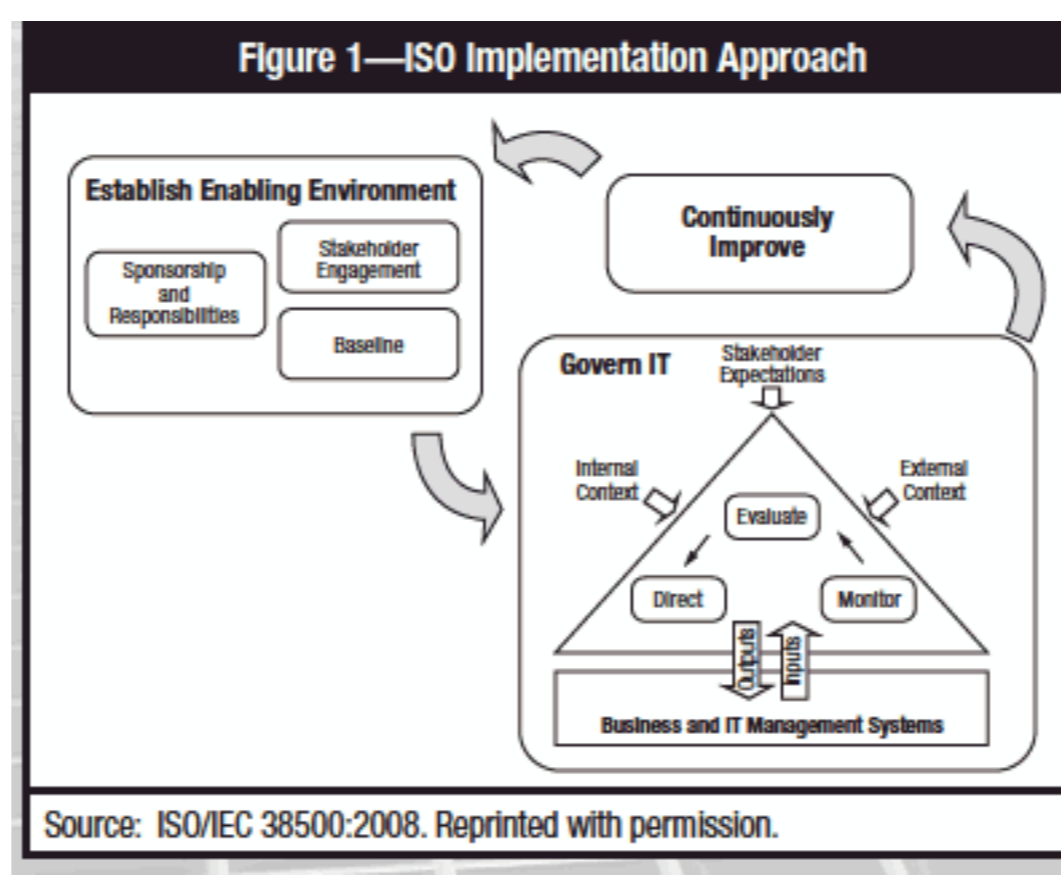 Figure 1—ISO Implementation Approach
Establish Enabling Environment
Sponsorship
and
Responsibilities
Stakeholder
Engagement
Baseline
Continuously
Improve
Govern IT
Stakeholder
Expectations
Internal
Context
External
Context
Evaluate
Direct
Monitor
Outputs
Inputs
Business and IT Management Systems
Source: ISO/IEC 38500:2008. Reprinted with permission.